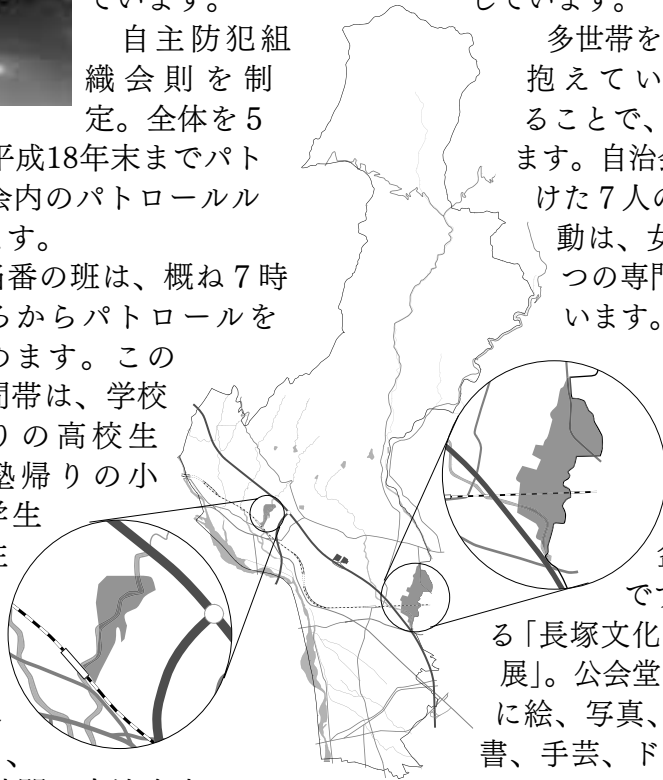 ています。
自主防犯組
織会則を制
定。全体を５
平成18年末までパト
会内のパトロールル
す。
当番の班は、概ね７時
らからパトロールを
めます。この
間帯は、学校
りの高校生
塾帰りの小
学生
在
、
しています。
多世帯を
抱えてい
ることで、
ます。自治会
けた７人の
動は、女
つの専門
います。
です
る「長塚文化
展」。公会堂
に絵、写真、
書、手芸、ド